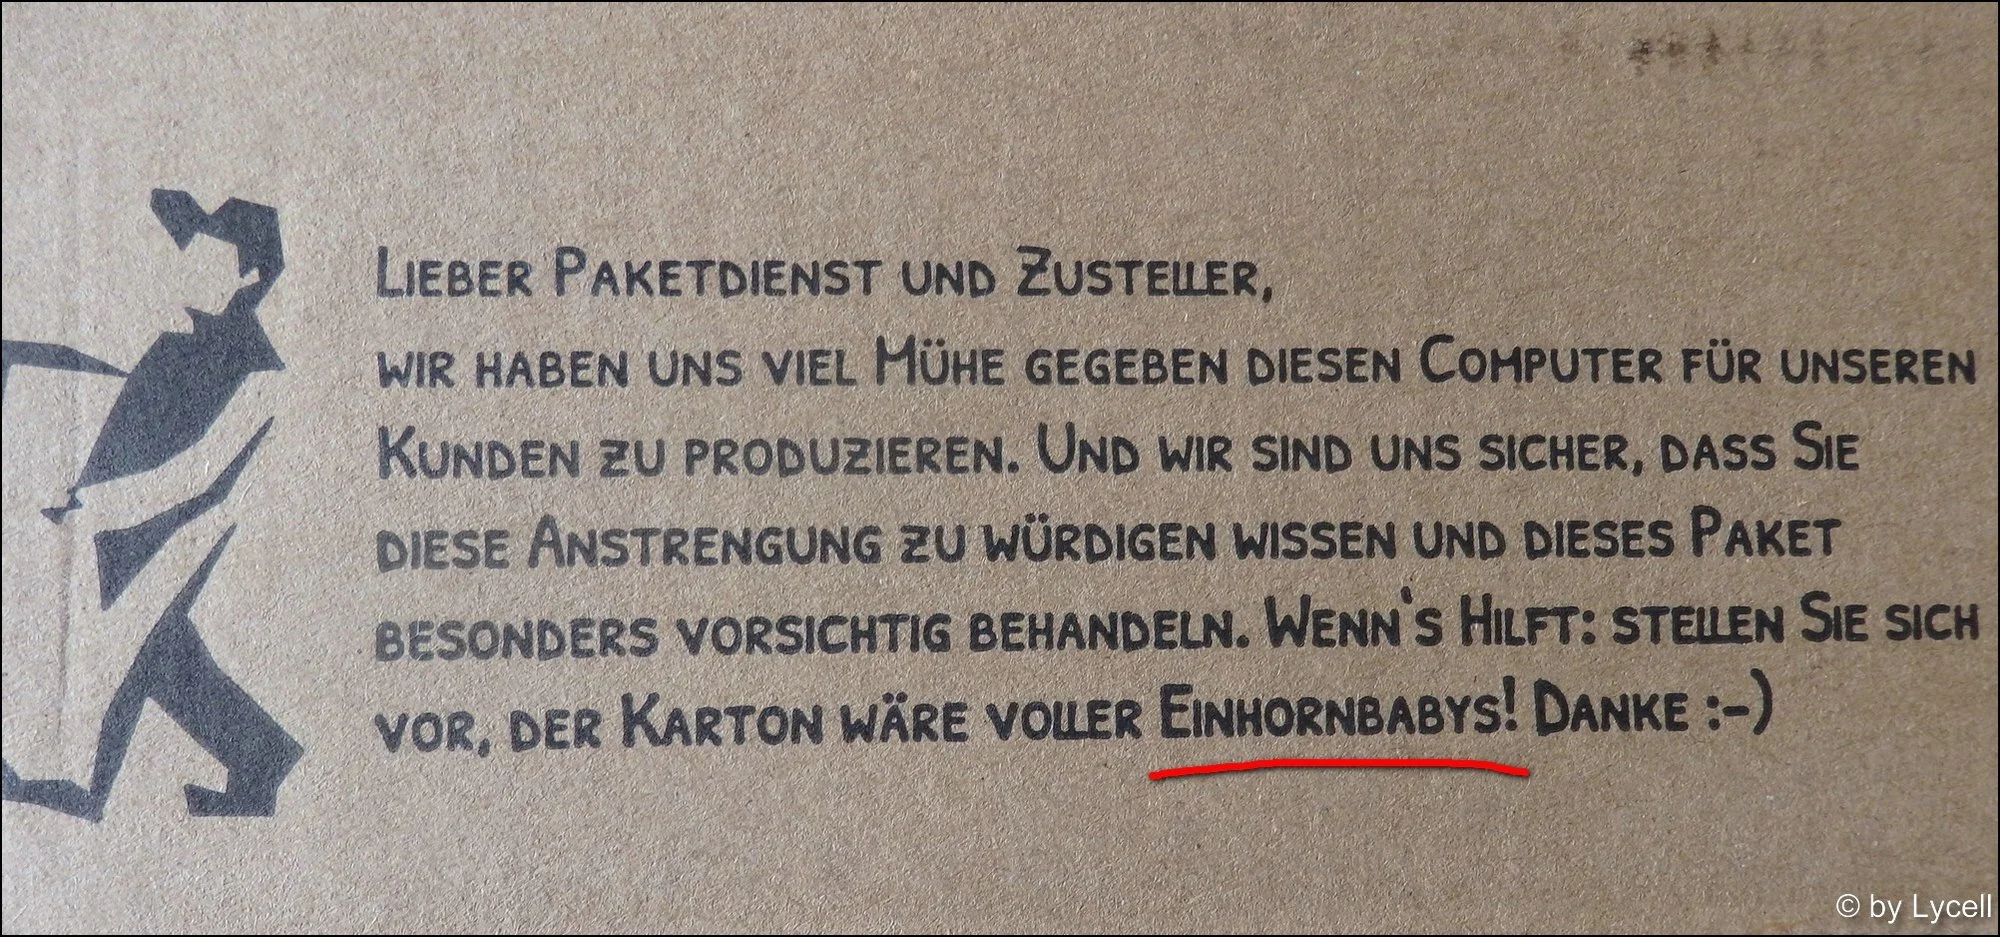 Lieber Paketdienst und Zusteller,
wir haben uns viel Mühe gegeben diesen Computer für unseren
Kunden zu produzieren. Und wir sind uns sicher, dass Sie
diese Anstrengung zu würdigen wissen und dieses Paket
besonders vorsichtig behandeln. Wenn's Hilft: stellen Sie sich
vor, der Karton wäre voller Einhornbabys! Danke :-)
© by Lycell